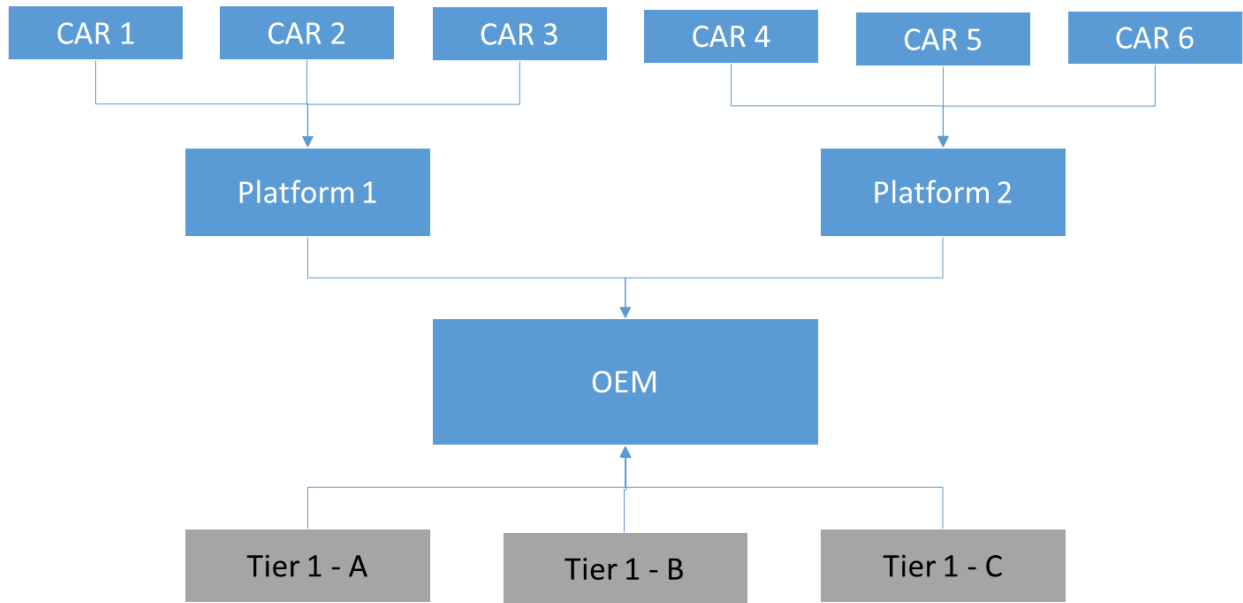 CAR 1
CAR 2
CAR 3
CAR 4
CAR 5
CAR 6
Platform 1
Platform 2
OEM
Tier 1 - A
Tier 1 - B
Tier 1 - C